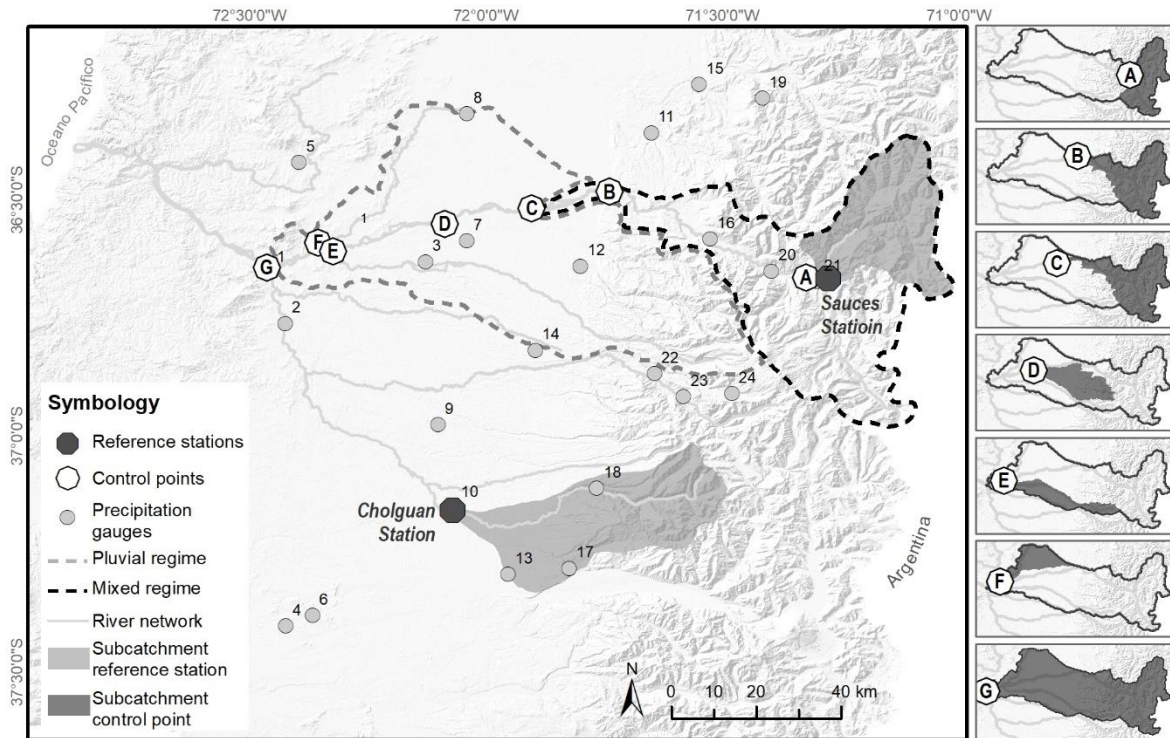 72°30'0"W
72°0'0"W
71°30'0"W
71°0'0"W
36°30'0"S
37°0'0"S
37°30'0"S
Oceano Pacífico
15
19
8
11
5
B
C
1
D
7
16
F
E
3
12
20
G
1
A
21
Sauces
Statioin
2
14
22
23
24
9
18
10
Cholguan
Station
13
17
4
6
Argentina
Symbology
Reference stations
Control points
Precipitation
gauges
Pluvial regime
Mixed regime
River network
Subcatchment
reference station
Subcatchment
control point
N
0 10 20 40 km
A
B
C
D
E
F
G